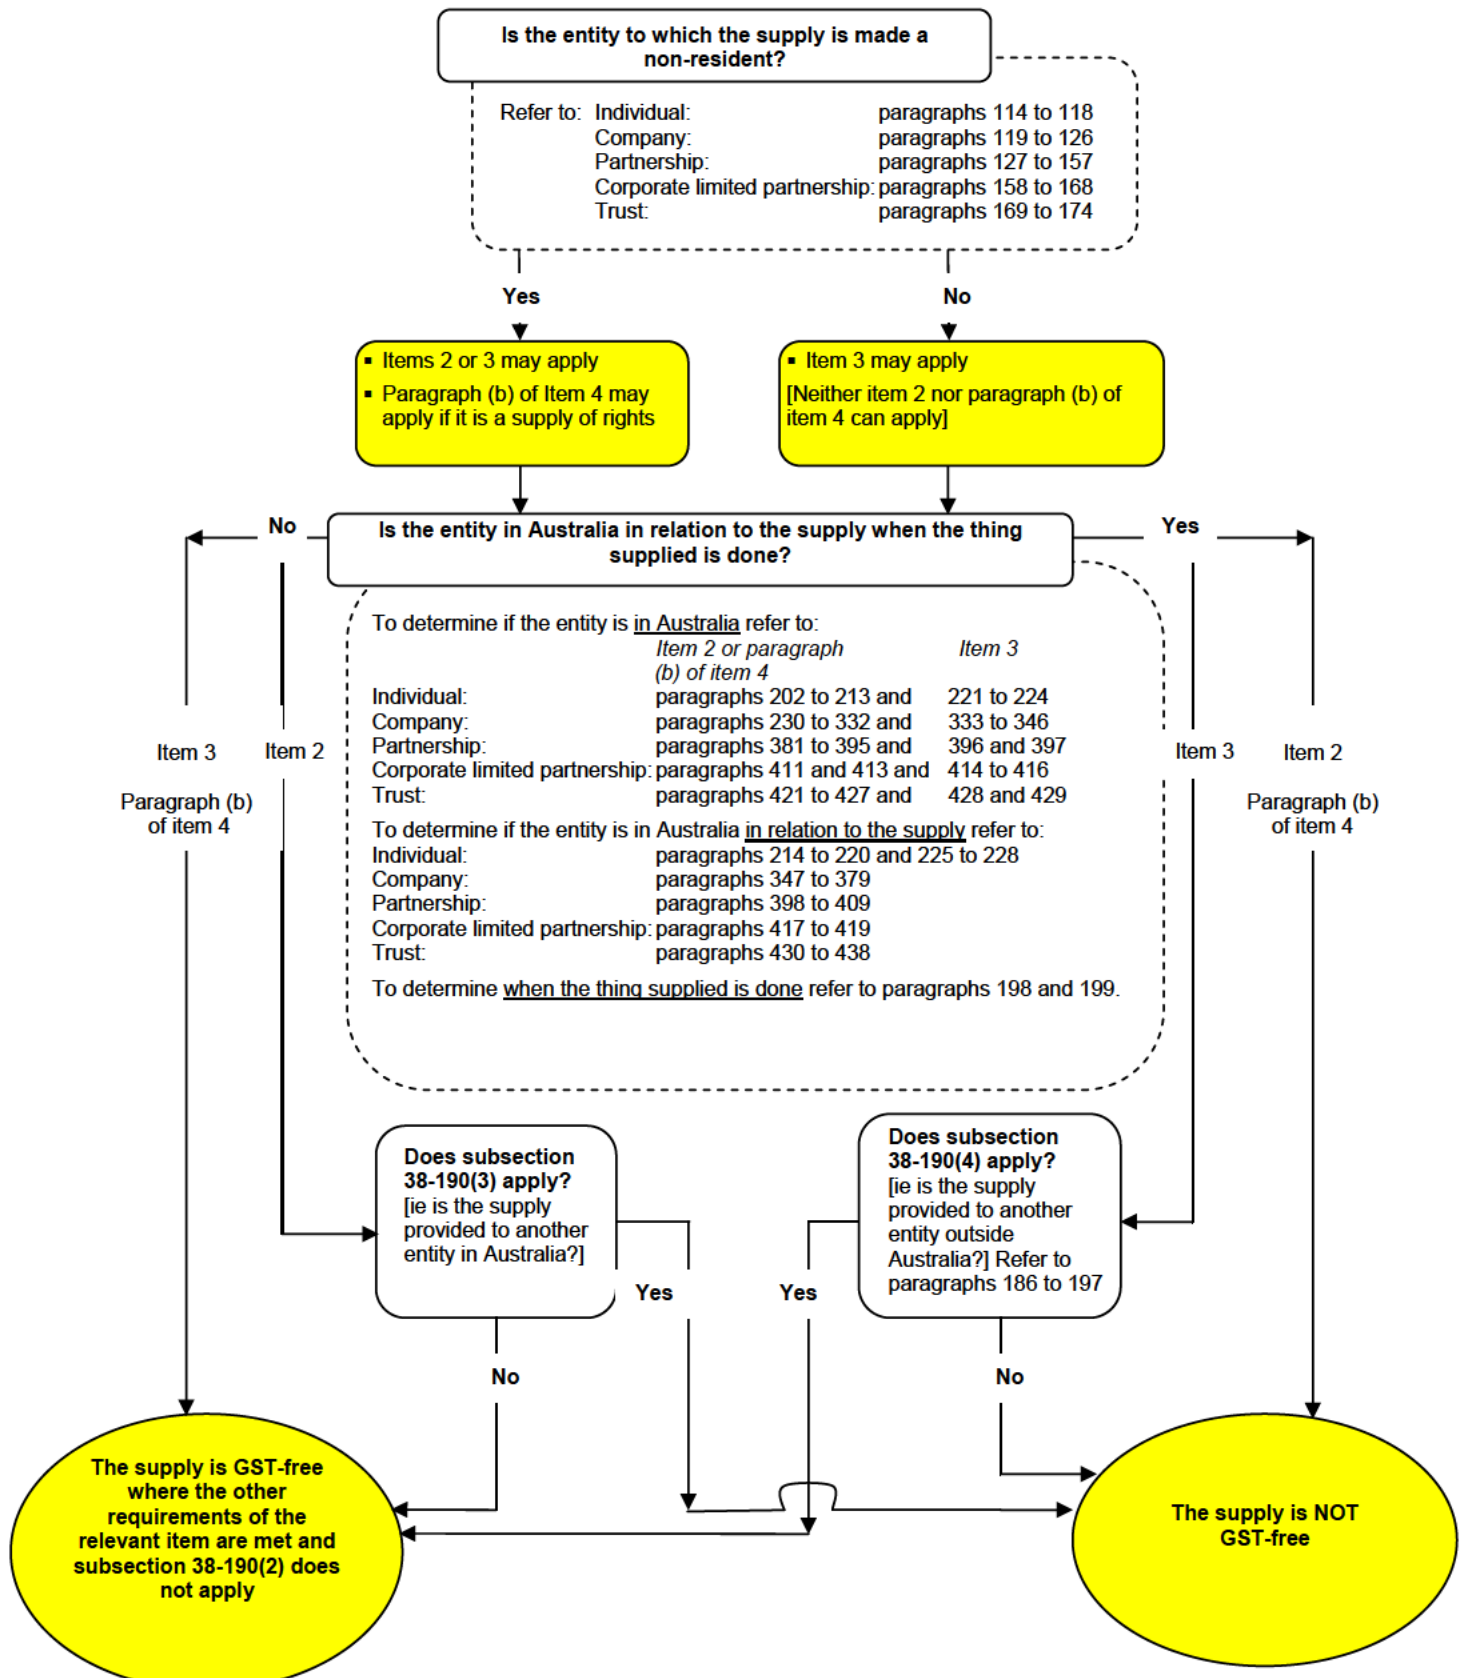 Is the entity to which the supply is made a
non-resident?
Refer to: Individual: paragraphs 114 to 118
Company: paragraphs 119 to 126
Partnership: paragraphs 127 to 157
Corporate limited partnership: paragraphs 158 to 168
Trust: paragraphs 169 to 174
Yes
No
▪ Items 2 or 3 may apply
▪ Paragraph (b) of Item 4 may
apply if it is a supply of rights
▪ Item 3 may apply
[Neither item 2 nor paragraph (b) of
item 4 can apply]
No
Is the entity in Australia in relation to the supply when the thing
supplied is done?
Yes
To determine if the entity is in Australia refer to:
Item 2 or paragraph Item 3
(b) of item 4
Individual: paragraphs 202 to 213 and 221 to 224
Company: paragraphs 230 to 332 and 333 to 346
Partnership: paragraphs 381 to 395 and 396 and 397
Corporate limited partnership: paragraphs 411 and 413 and 414 to 416
Trust: paragraphs 421 to 427 and 428 and 429
To determine if the entity is in Australia in relation to the supply refer to:
Individual: paragraphs 214 to 220 and 225 to 228
Company: paragraphs 347 to 379
Partnership: paragraphs 398 to 409
Corporate limited partnership: paragraphs 417 to 419
Trust: paragraphs 430 to 438
To determine when the thing supplied is done refer to paragraphs 198 and 199.
Item 3
Paragraph (b)
of item 4
Item 2
Item 3
Item 2
Paragraph (b)
of item 4
Does subsection
38-190(3) apply?
[ie is the supply
provided to another
entity in Australia?]
Does subsection
38-190(4) apply?
[ie is the supply
provided to another
entity outside
Australia?] Refer to
paragraphs 186 to 197
Yes
Yes
No
No
The supply is GST-free
where the other
requirements of the
relevant item are met and
subsection 38-190(2) does
not apply
The supply is NOT
GST-free